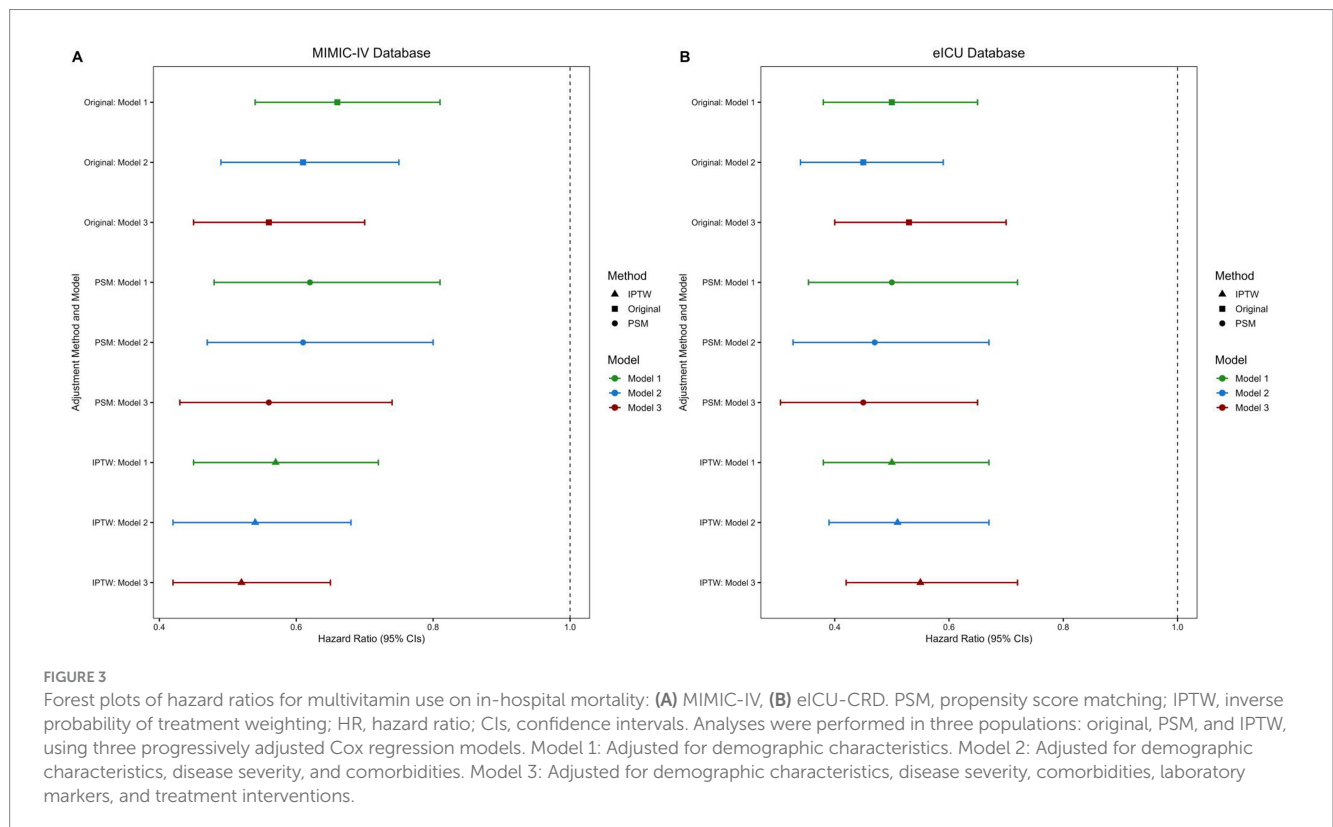 A
MIMIC-IV Database
Adjustment Method and Model
Original: Model 1
Original: Model 2
Original: Model 3
PSM: Model 1
PSM: Model 2
PSM: Model 3
IPTW: Model 1
IPTW: Model 2
IPTW: Model 3
0.4 0.6 0.8 1.0
Hazard Ratio (95% CIs)
Method
IPTW
Original
PSM
Model
Model 1
Model 2
Model 3
B
eICU Database
Adjustment Method and Model
Original: Model 1
Original: Model 2
Original: Model 3
PSM: Model 1
PSM: Model 2
PSM: Model 3
IPTW: Model 1
IPTW: Model 2
IPTW: Model 3
0.4 0.6 0.8 1.0
Hazard Ratio (95% CIs)
Method
IPTW
Original
PSM
Model
Model 1
Model 2
Model 3
FIGURE 3
Forest plots of hazard ratios for multivitamin use on in-hospital mortality: (A) MIMIC-IV, (B) eICU-CRD. PSM, propensity score matching; IPTW, inverse
probability of treatment weighting; HR, hazard ratio; CIs, confidence intervals. Analyses were performed in three populations: original, PSM, and IPTW,
using three progressively adjusted Cox regression models. Model 1: Adjusted for demographic characteristics. Model 2: Adjusted for demographic
characteristics, disease severity, and comorbidities. Model 3: Adjusted for demographic characteristics, disease severity, comorbidities, laboratory
markers, and treatment interventions.